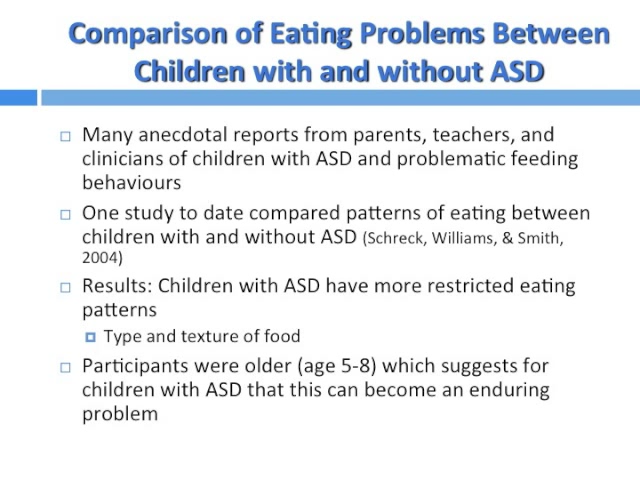 Comparison of Eating Problems Between
Children with and without ASD
Many anecdotal reports from parents, teachers, and
clinicians of children with ASD and problematic feeding
behaviours
One study to date compared patterns of eating between
children with and without ASD (Schreck, Williams, & Smith,
2004)
Results: Children with ASD have more restricted eating
patterns
Type and texture of food
Participants were older (age 5-8) which suggests for
children with ASD that this can become an enduring
problem